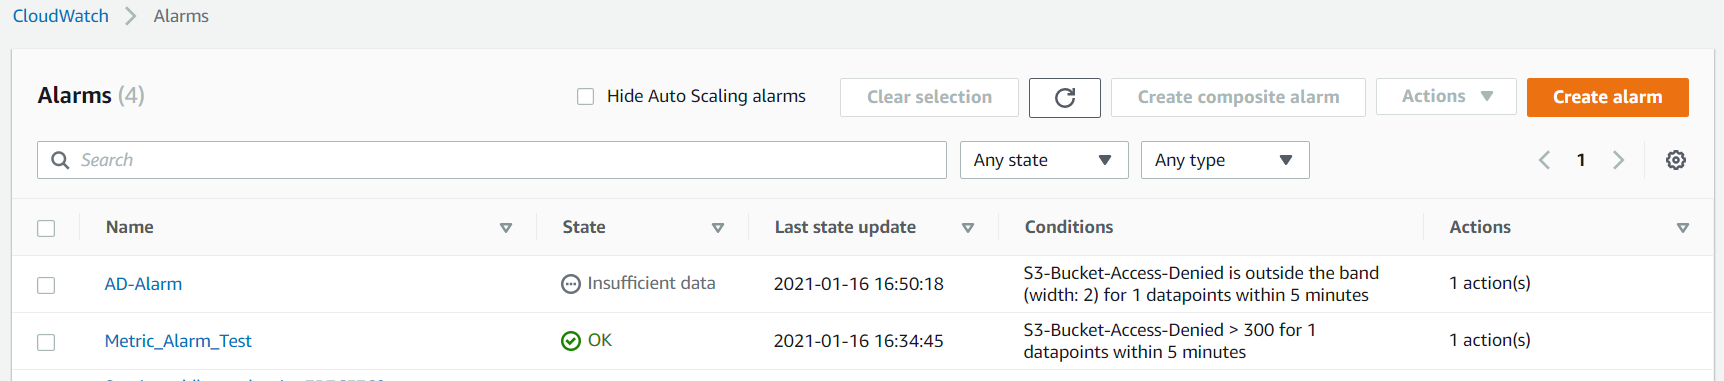 CloudWatch Alarms
Alarms (4) Hide Auto Scaling alarms Clear selection Create composite alarm Actions Create alarm
Search Any state Any type 1
Name State Last state update Conditions Actions
AD-Alarm Insufficient data 2021-01-16 16:50:18 S3-Bucket-Access-Denied is outside the band 1 action(s)
(width: 2) for 1 datapoints within 5 minutes
Metric_Alarm_Test OK 2021-01-16 16:34:45 S3-Bucket-Access-Denied > 300 for 1 1 action(s)
datapoints within 5 minutes